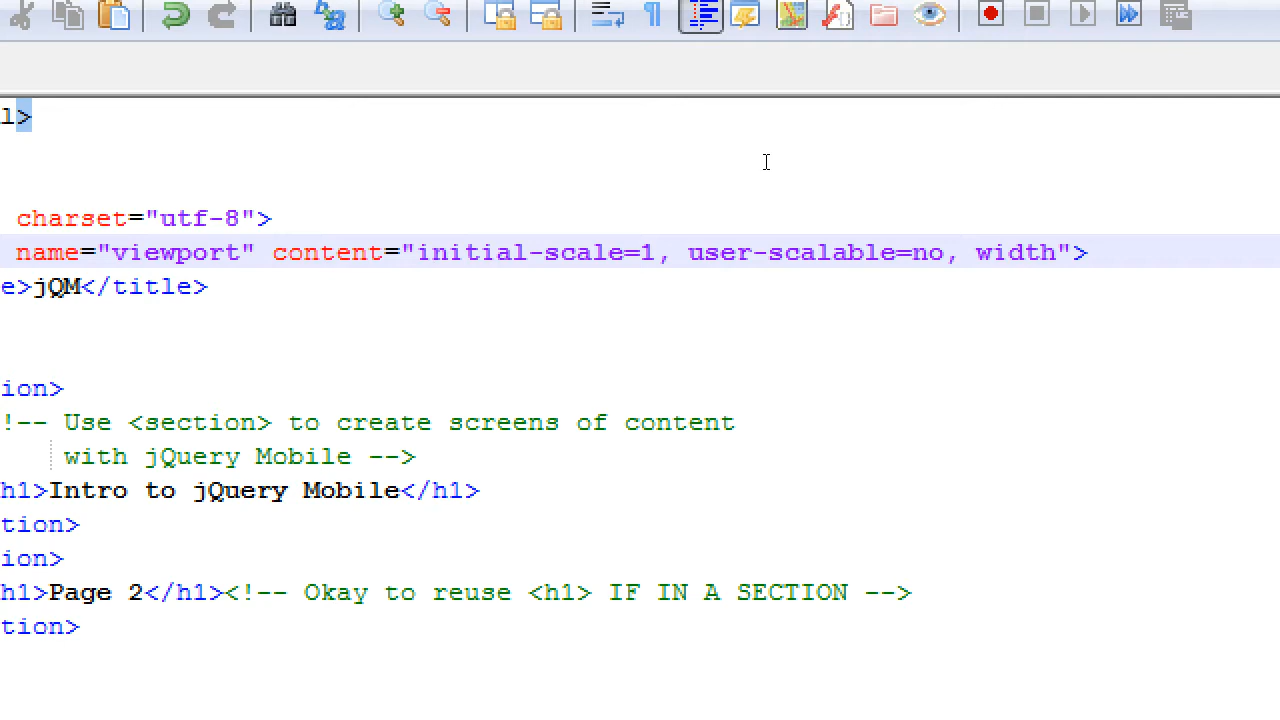 l>
charset="utf-8">
name="viewport" content="initial-scale=1, user-scalable=no, width">
e>jQM</title>
ion>
!-- Use <section> to create screens of content
with jQuery Mobile -->
h1>Intro to jQuery Mobile</h1>
tion>
ion>
h1>Page 2</h1><!-- Okay to reuse <h1> IF IN A SECTION -->
tion>